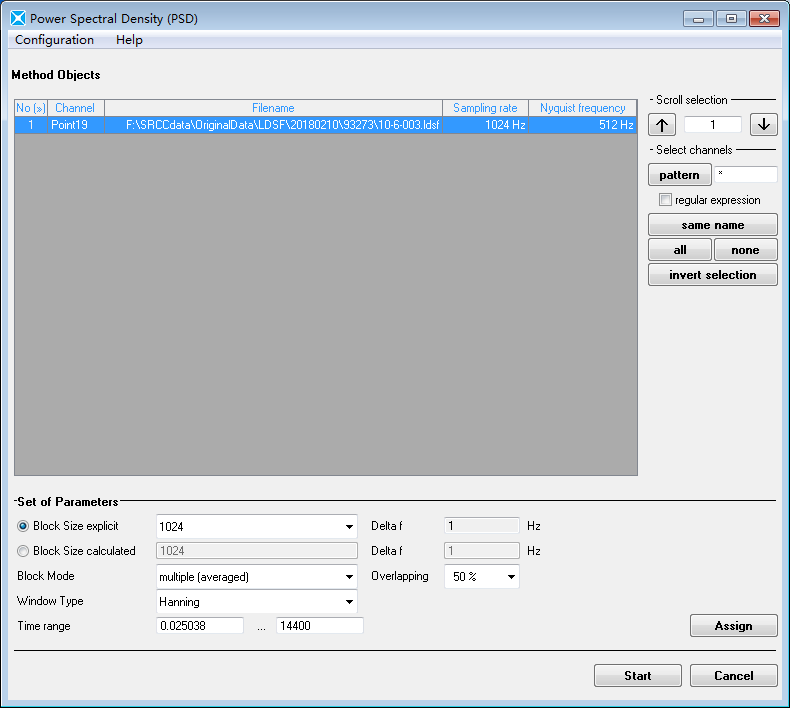 Power Spectral Density (PSD)
Configuration Help
Method Objects
No (») Channel Filename Sampling rate Nyquist frequency
1 Point19 F:\SRCCdata\OriginalData\LDSF\20180210\93273\10-6-003.ldsf 1024 Hz 512 Hz
Scroll selection
1
Select channels
pattern *
regular expression
same name
all none
invert selection
Set of Parameters
Block Size explicit 1024 Delta f 1 Hz
Block Size calculated 1024 Delta f 1 Hz
Block Mode multiple (averaged) Overlapping 50 %
Window Type Hanning
Time range 0.025038 ... 14400
Assign
Start Cancel